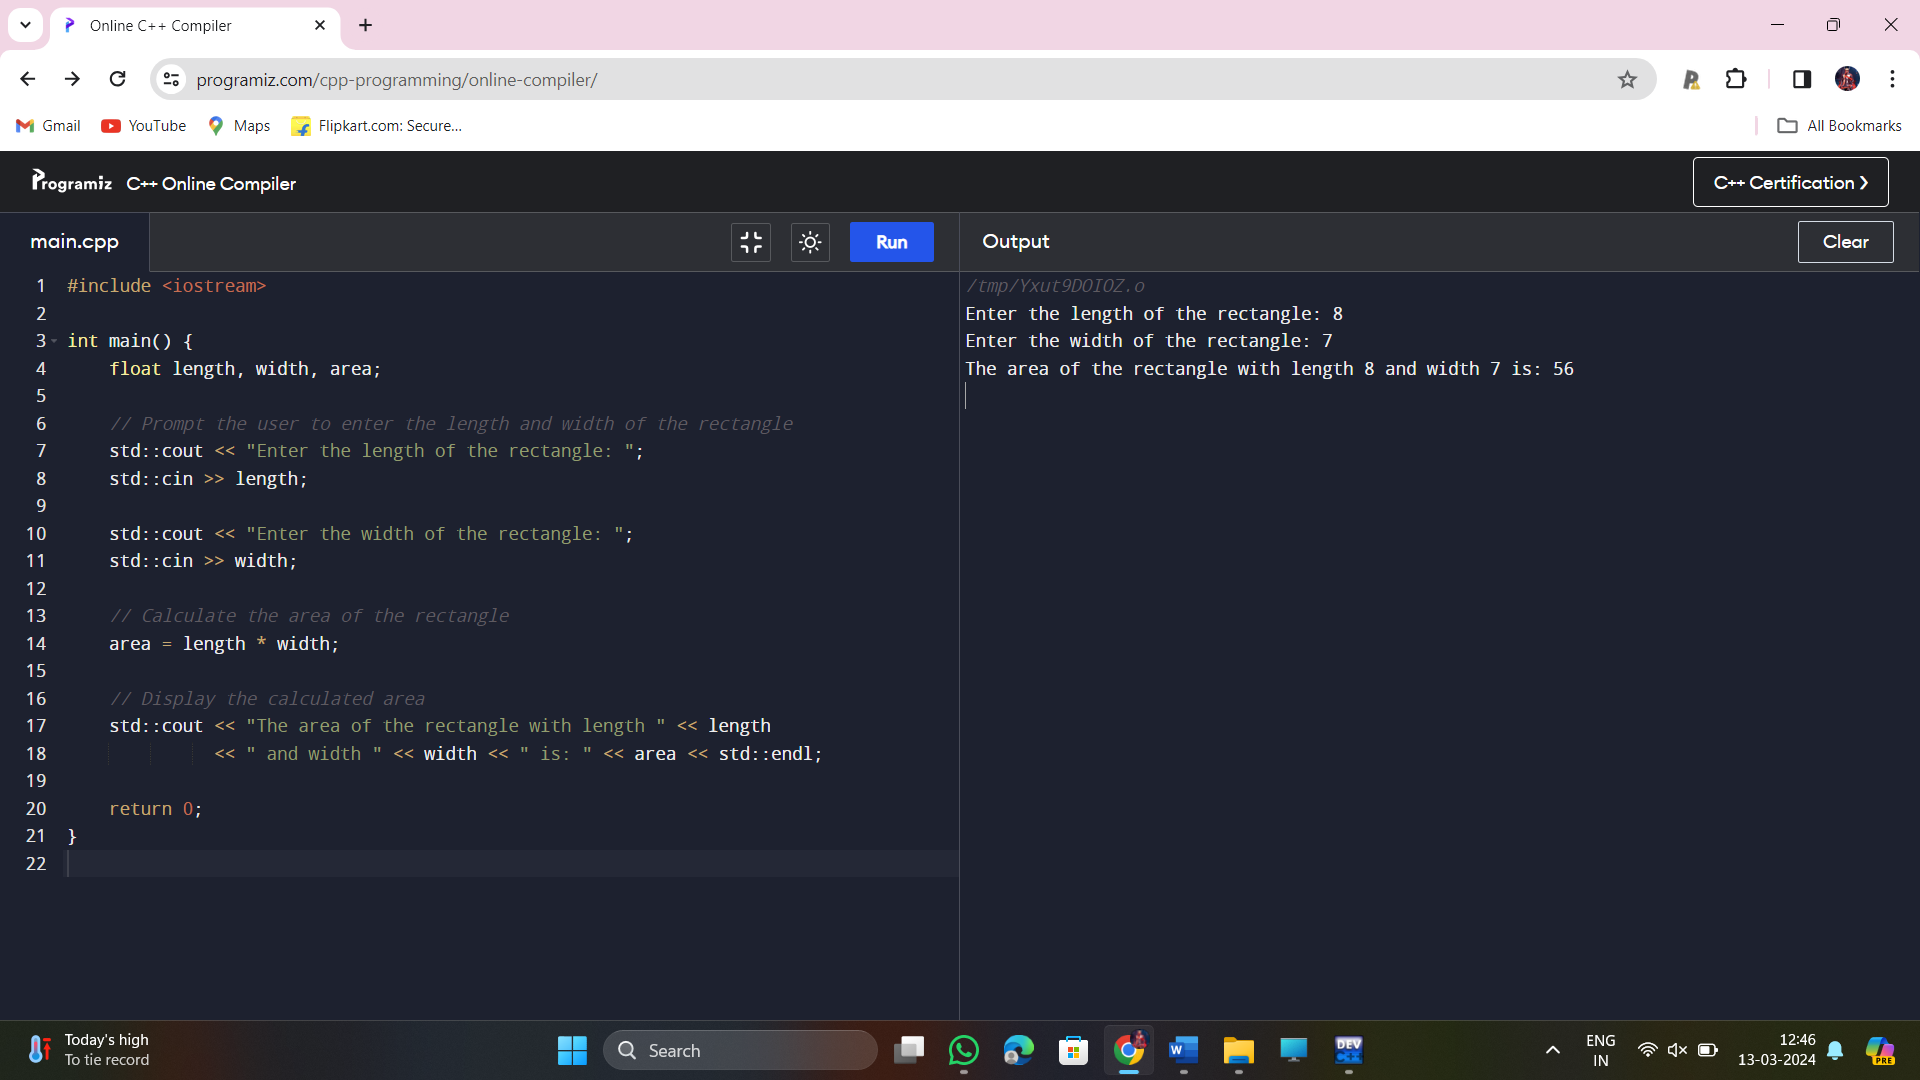 Online C++ Compiler
programiz.com/cpp-programming/online-compiler/
Gmail YouTube Maps Flipkart.com: Secure... All Bookmarks
Programiz C++ Online Compiler C++ Certification
main.cpp Run
1 #include <iostream>
2
3 int main() {
4 float length, width, area;
5
6 // Prompt the user to enter the length and width of the rectangle
7 std::cout << "Enter the length of the rectangle: ";
8 std::cin >> length;
9
10 std::cout << "Enter the width of the rectangle: ";
11 std::cin >> width;
12
13 // Calculate the area of the rectangle
14 area = length * width;
15
16 // Display the calculated area
17 std::cout << "The area of the rectangle with length " << length
18 << " and width " << width << " is: " << area << std::endl;
19
20 return 0;
21 }
22
Output Clear
/tmp/Yxut9DOIOZ.o
Enter the length of the rectangle: 8
Enter the width of the rectangle: 7
The area of the rectangle with length 8 and width 7 is: 56
Today's high
To tie record
Search
W
DEV
C++
ENG
IN
12:46
13-03-2024
PRE